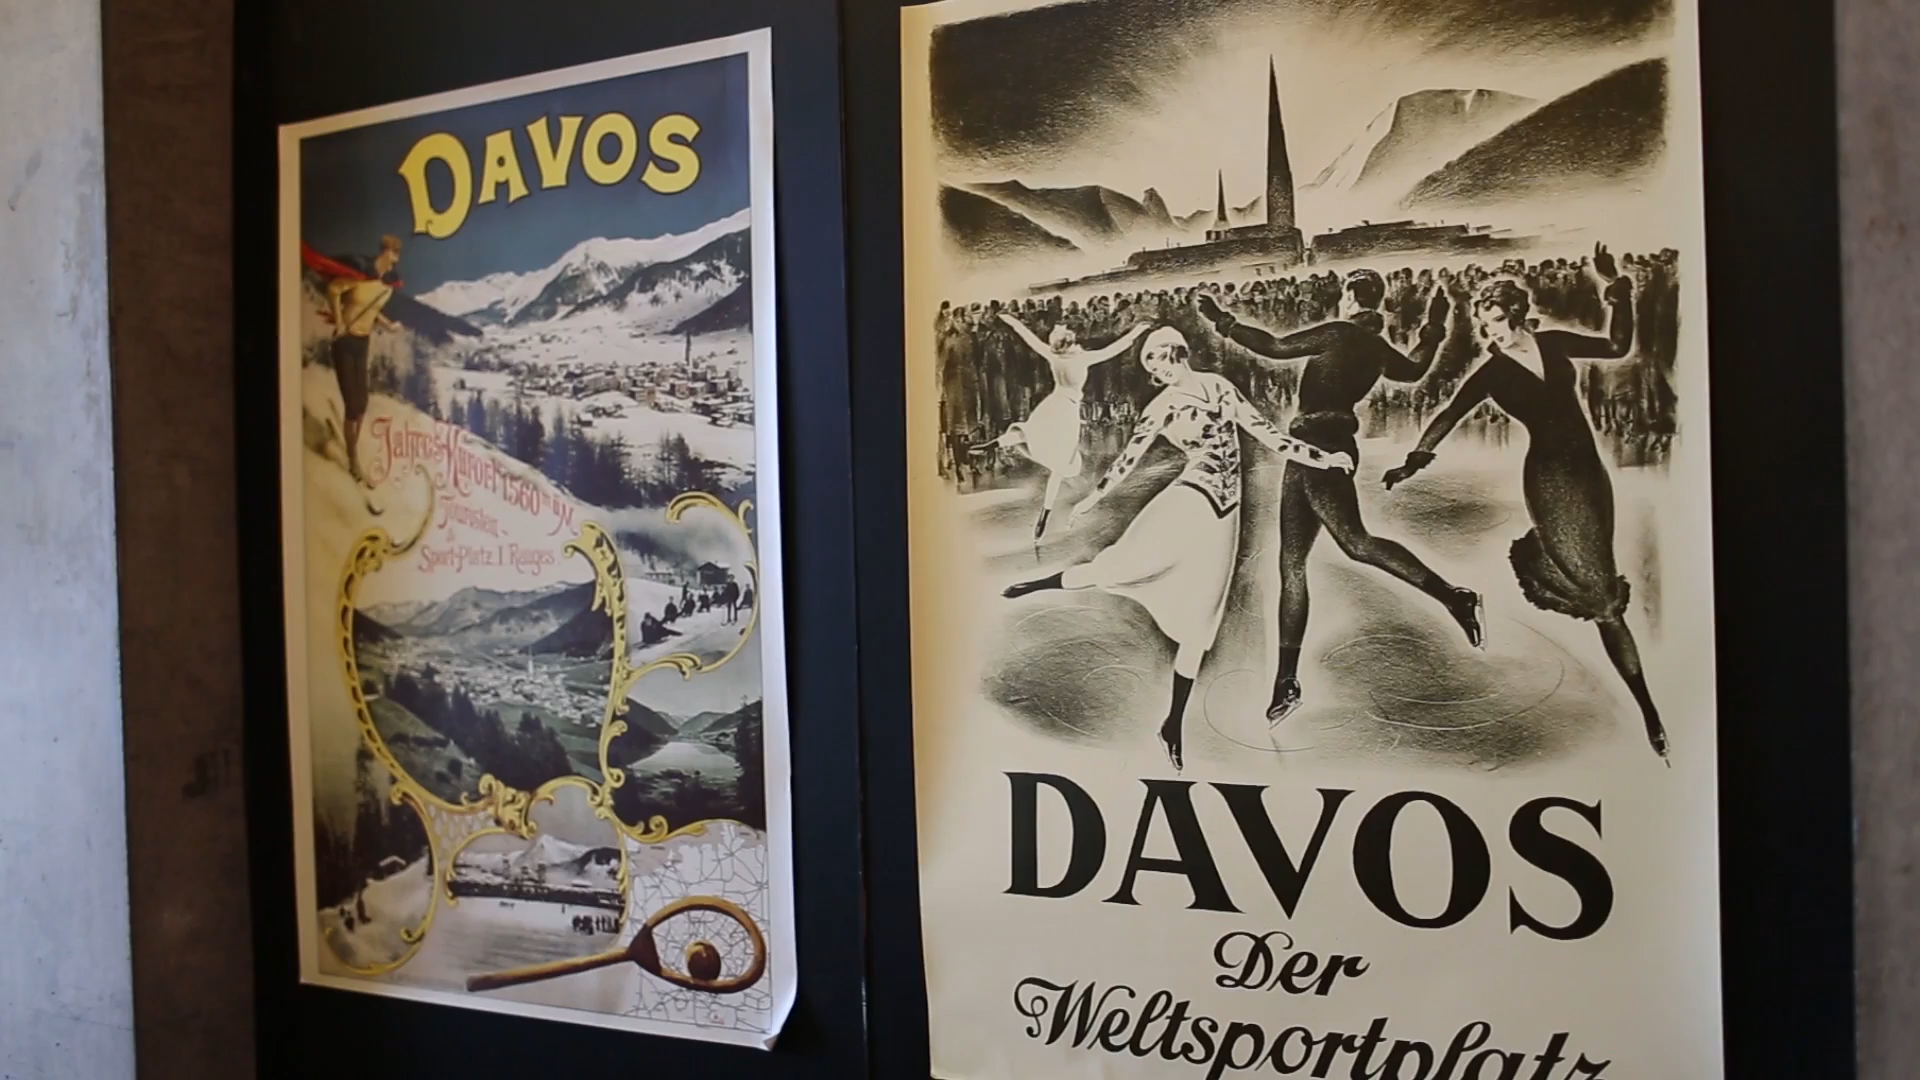 DAVOS
Jahres-Kurort 1560 m ü M.
Touristen-
&
Sport-Platz I Ranges
DAVOS
Der
Weltsportplatz